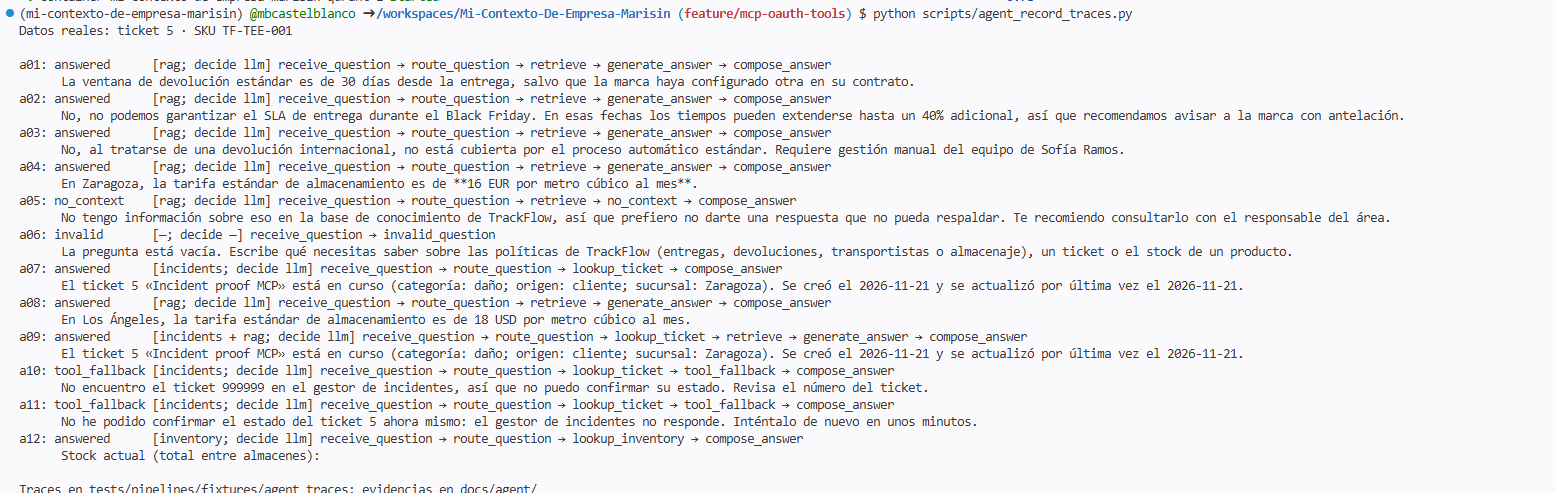 (mi-contexto-de-empresa-marisin) @mbcastelblanco ➜/workspaces/Mi-Contexto-De-Empresa-Marisin (feature/mcp-oauth-tools) $ python scripts/agent_record_traces.py
Datos reales: ticket 5 · SKU TF-TEE-001
a01: answered [rag; decide llm] receive_question → route_question → retrieve → generate_answer → compose_answer
La ventana de devolución estándar es de 30 días desde la entrega, salvo que la marca haya configurado otra en su contrato.
a02: answered [rag; decide llm] receive_question → route_question → retrieve → generate_answer → compose_answer
No, no podemos garantizar el SLA de entrega durante el Black Friday. En esas fechas los tiempos pueden extenderse hasta un 40% adicional, así que recomendamos avisar a la marca con antelación.
a03: answered [rag; decide llm] receive_question → route_question → retrieve → generate_answer → compose_answer
No, al tratarse de una devolución internacional, no está cubierta por el proceso automático estándar. Requiere gestión manual del equipo de Sofía Ramos.
a04: answered [rag; decide llm] receive_question → route_question → retrieve → generate_answer → compose_answer
En Zaragoza, la tarifa estándar de almacenamiento es de **16 EUR por metro cúbico al mes**.
a05: no_context [rag; decide llm] receive_question → route_question → retrieve → no_context → compose_answer
No tengo información sobre eso en la base de conocimiento de TrackFlow, así que prefiero no darte una respuesta que no pueda respaldar. Te recomiendo consultarlo con el responsable del área.
a06: invalid [—; decide —] receive_question → invalid_question
La pregunta está vacía. Escribe qué necesitas saber sobre las políticas de TrackFlow (entregas, devoluciones, transportistas o almacenaje), un ticket o el stock de un producto.
a07: answered [incidents; decide llm] receive_question → route_question → lookup_ticket → compose_answer
El ticket 5 «Incident proof MCP» está en curso (categoría: daño; origen: cliente; sucursal: Zaragoza). Se creó el 2026-11-21 y se actualizó por última vez el 2026-11-21.
a08: answered [rag; decide llm] receive_question → route_question → retrieve → generate_answer → compose_answer
En Los Ángeles, la tarifa estándar de almacenamiento es de 18 USD por metro cúbico al mes.
a09: answered [incidents + rag; decide llm] receive_question → route_question → lookup_ticket → retrieve → generate_answer → compose_answer
El ticket 5 «Incident proof MCP» está en curso (categoría: daño; origen: cliente; sucursal: Zaragoza). Se creó el 2026-11-21 y se actualizó por última vez el 2026-11-21.
a10: tool_fallback [incidents; decide llm] receive_question → route_question → lookup_ticket → tool_fallback → compose_answer
No encuentro el ticket 999999 en el gestor de incidentes, así que no puedo confirmar su estado. Revisa el número del ticket.
a11: tool_fallback [incidents; decide llm] receive_question → route_question → lookup_ticket → tool_fallback → compose_answer
No he podido confirmar el estado del ticket 5 ahora mismo: el gestor de incidentes no responde. Inténtalo de nuevo en unos minutos.
a12: answered [inventory; decide llm] receive_question → route_question → lookup_inventory → compose_answer
Stock actual (total entre almacenes):
Traces en tests/pipelines/fixtures/agent_traces; evidencias en docs/agent/